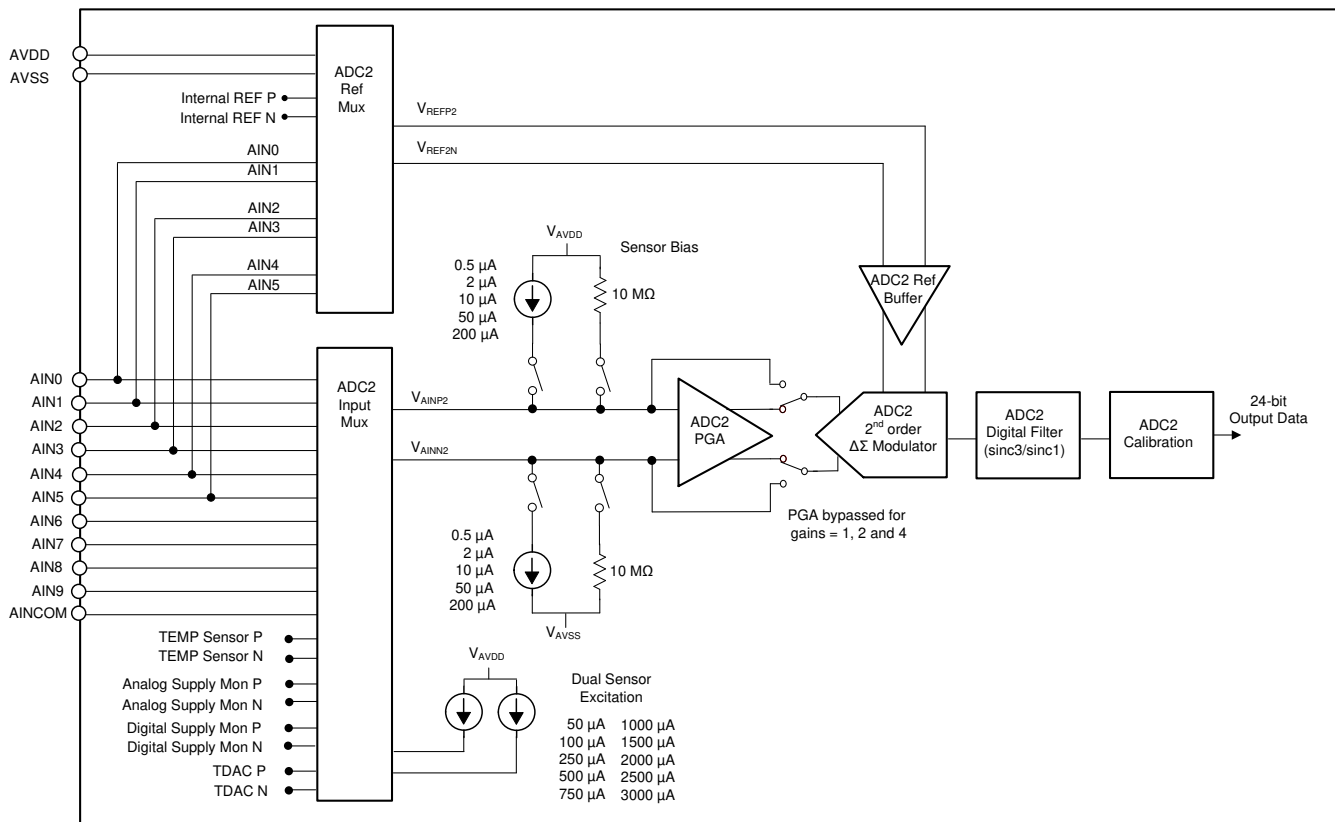 AVDD
AVSS
Internal REF P
Internal REF N
AIN0
AIN1
AIN2
AIN3
AIN4
AIN5
ADC2
Ref
Mux
VREFP2
VREF2N
VAVDD
Sensor Bias
0.5 µA
2 µA
10 µA
50 µA
200 µA
10 MΩ
ADC2 Ref
Buffer
AIN0
AIN1
AIN2
AIN3
AIN4
AIN5
AIN6
AIN7
AIN8
AIN9
AINCOM
TEMP Sensor P
TEMP Sensor N
Analog Supply Mon P
Analog Supply Mon N
Digital Supply Mon P
Digital Supply Mon N
TDAC P
TDAC N
ADC2
Input
Mux
VAINP2
VAINN2
ADC2
PGA
ADC2
2nd order
ΔΣ Modulator
ADC2
Digital Filter
(sinc3/sinc1)
ADC2
Calibration
24-bit
Output Data
PGA bypassed for
gains = 1, 2 and 4
0.5 µA
2 µA
10 µA
50 µA
200 µA
10 MΩ
VAVSS
VAVDD
Dual Sensor
Excitation
50 µA 1000 µA
100 µA 1500 µA
250 µA 2000 µA
500 µA 2500 µA
750 µA 3000 µA